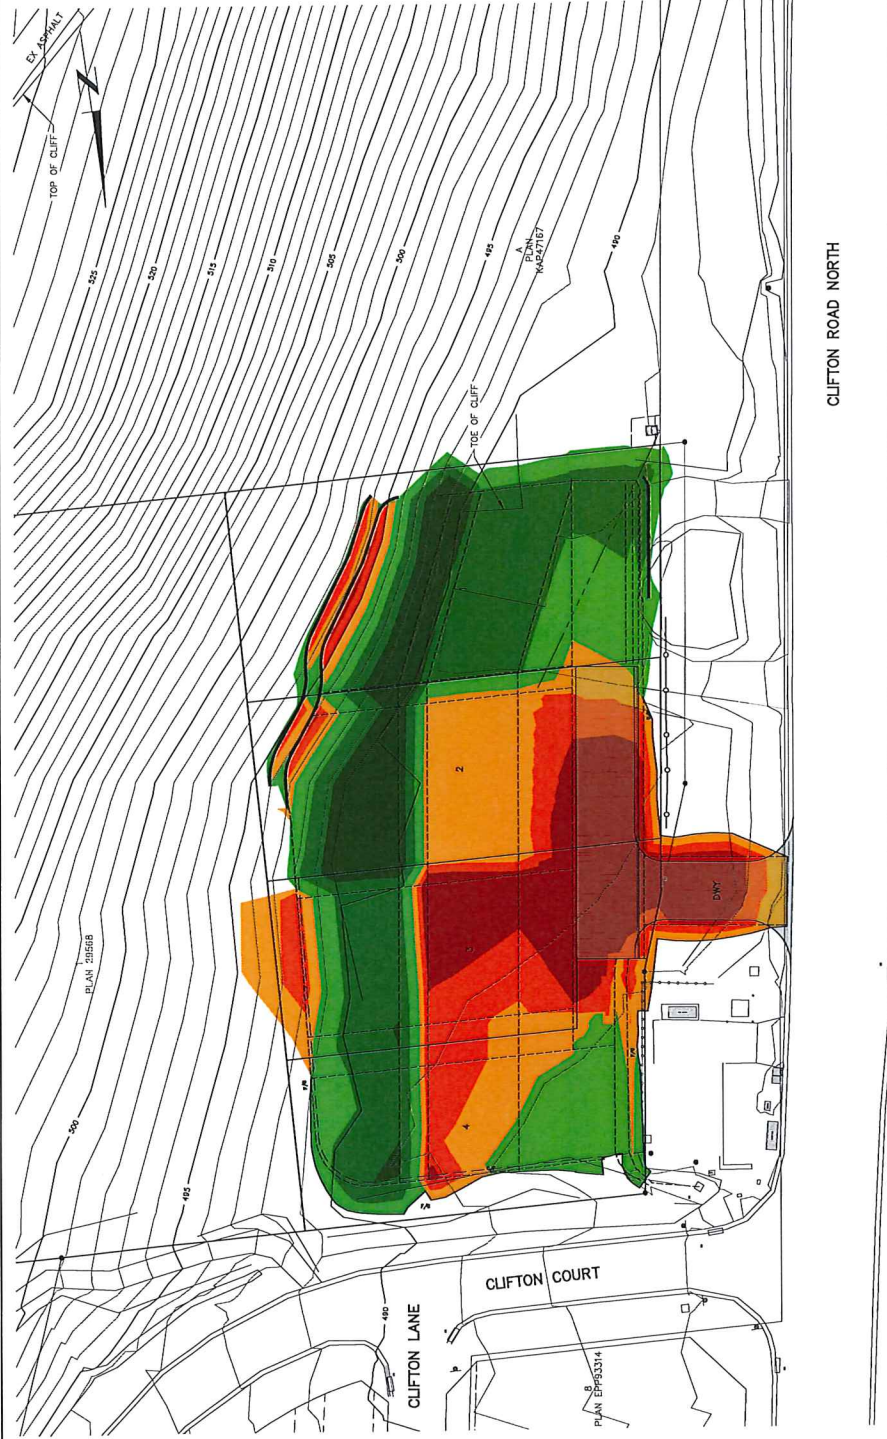 EX ASPHALT
N
TOP OF CLIFF
525
520
515
510
505
500
495
A
PLAN
KAP47167
490
CLIFTON ROAD NORTH
TOE OF CLIFF
2
PLAN 29568
3
DWY
4
500
495
490
CLIFTON COURT
CLIFTON LANE
B
PLAN EPP93314